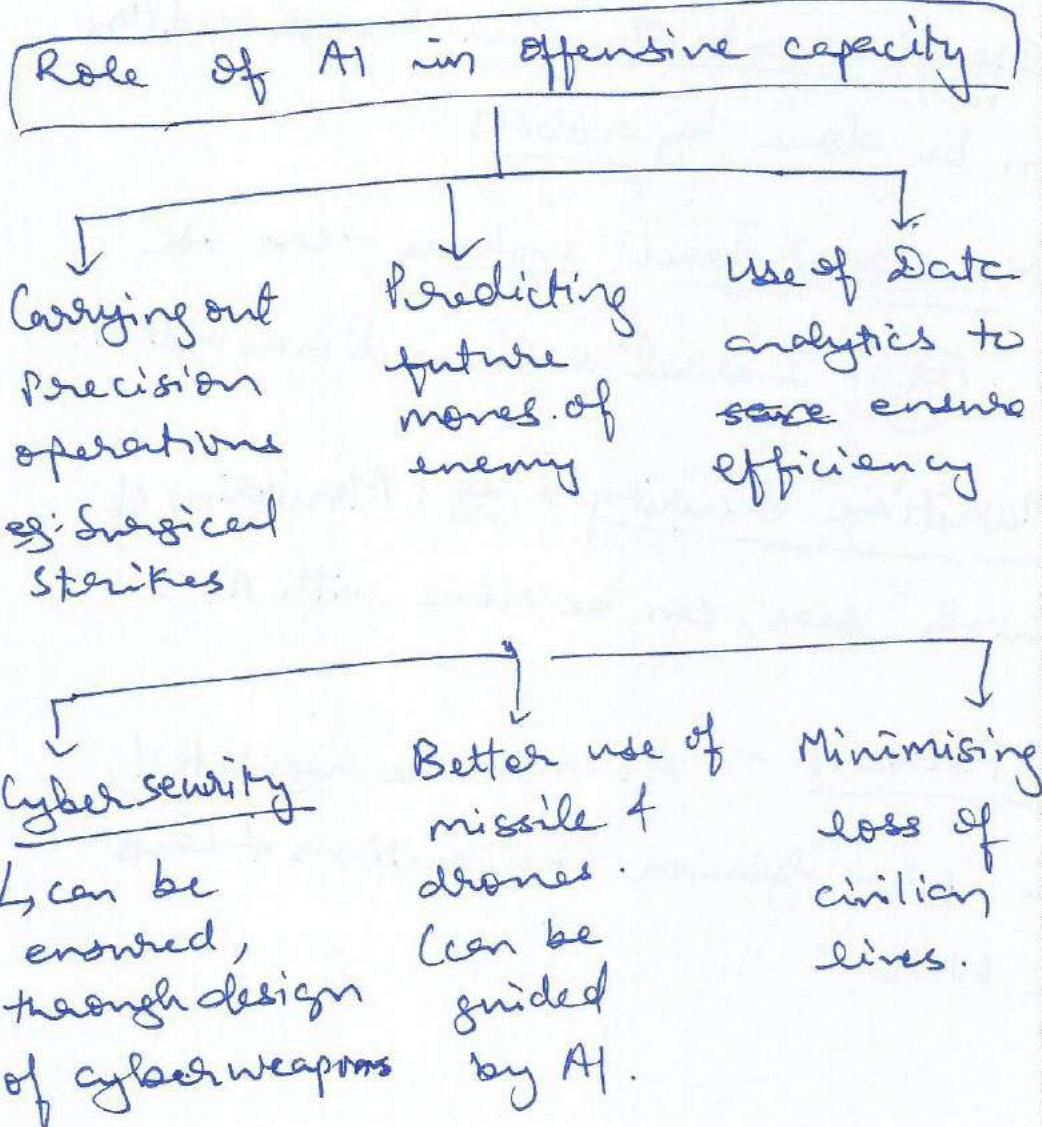 Role of AI in offensive capacity
Carrying out
Precision
operations
eg: Surgical
Strikes
Predicting
future
moves of
enemy
use of Data
analytics to
ensure
efficiency
Cyber security
↳ can be
ensured,
through design
of cyberweapons
Better use of
missile &
drones.
(can be
guided
by AI.
Minimising
loss of
civilian
lives.